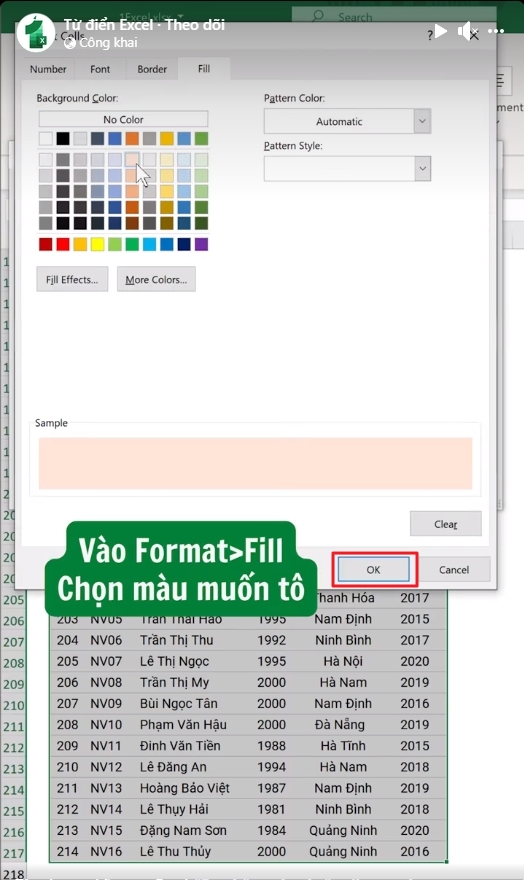 Từ điển Excel · Theo dõi
Công khai
Search
Cells
?
Number Font Border Fill
Background Color: Pattern Color:
No Color Automatic
Pattern Style:
Fill Effects... More Colors...
Sample
Clear
Vào Format>Fill
Chọn màu muốn tô
OK Cancel
205 Thanh Hóa 2017
206 203 NV05 Trần Thái Hào 1995 Nam Định 2015
207 204 NV06 Trần Thị Thu 1992 Ninh Bình 2017
208 205 NV07 Lê Thị Ngọc 1995 Hà Nội 2020
209 206 NV08 Trần Thị My 2000 Hà Nam 2019
210 207 NV09 Bùi Ngọc Tân 2000 Nam Định 2016
211 208 NV10 Phạm Văn Hậu 2000 Đà Nẵng 2019
212 209 NV11 Đinh Văn Tiền 1988 Hà Tĩnh 2015
213 210 NV12 Lê Đăng An 1994 Hà Nam 2018
214 211 NV13 Hoàng Bảo Việt 1987 Nam Định 2019
215 212 NV14 Lê Thụy Hải 1981 Ninh Bình 2018
216 213 NV15 Đặng Nam Sơn 1984 Quảng Ninh 2020
217 214 NV16 Lê Thu Thủy 2000 Quảng Ninh 2016
218